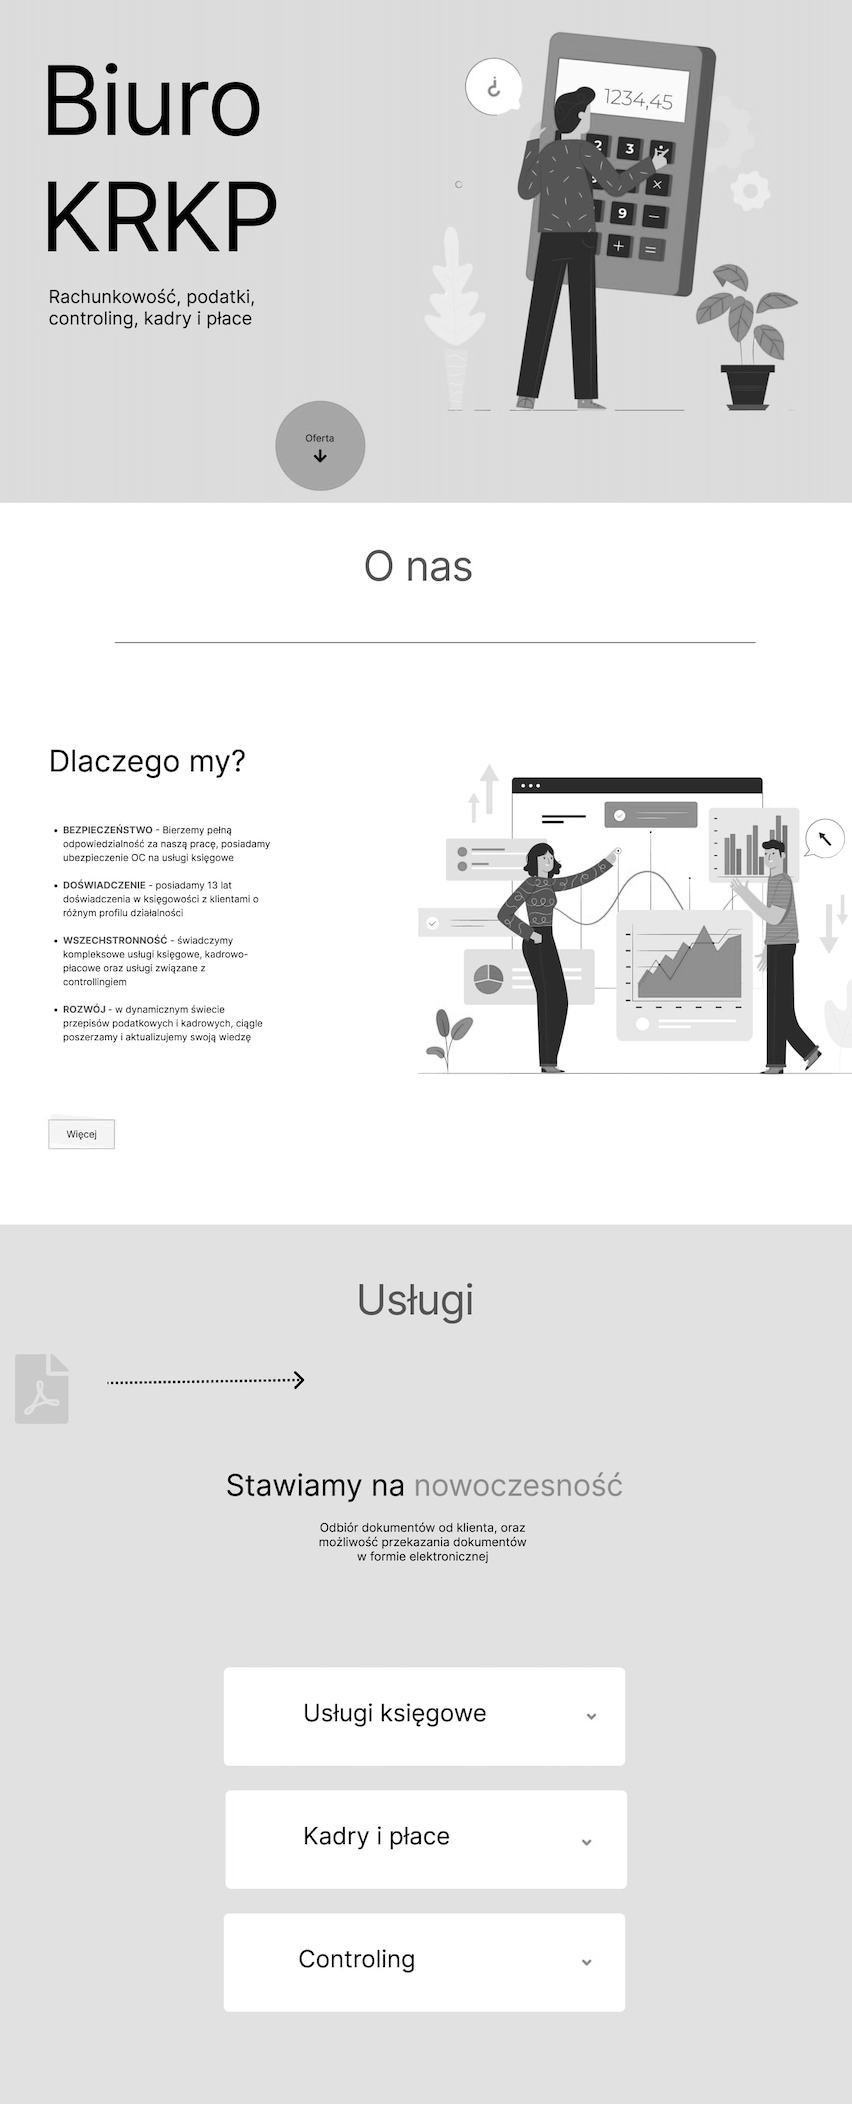 Biuro
KRKP
Rachunkowość, podatki,
controling, kadry i płace
1234,45
2 3 ÷
×
9 −
+ =
Oferta
O nas
Dlaczego my?
• BEZPIECZEŃSTWO - Bierzemy pełną
odpowiedzialność za naszą pracę, posiadamy
ubezpieczenie OC na usługi księgowe
• DOŚWIADCZENIE - posiadamy 13 lat
doświadczenia w księgowości z klientami o
różnym profilu działalności
• WSZECHSTRONNOŚĆ - świadczymy
kompleksowe usługi księgowe, kadrowo-
płacowe oraz usługi związane z
controllingiem
• ROZWÓJ - w dynamicznym świecie
przepisów podatkowych i kadrowych, ciągle
poszerzamy i aktualizujemy swoją wiedzę
Więcej
Usługi
Stawiamy na nowoczesność
Odbiór dokumentów od klienta, oraz
możliwość przekazania dokumentów
w formie elektronicznej
Usługi księgowe
Kadry i płace
Controling